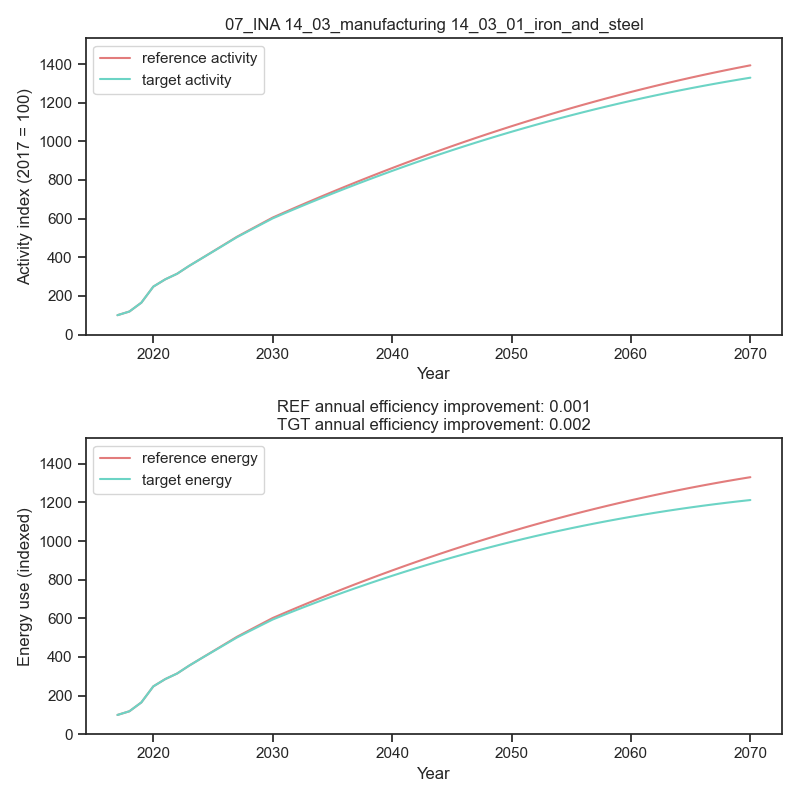 07_INA 14_03_manufacturing 14_03_01_iron_and_steel
reference activity
target activity
Activity index (2017 = 100)
1400
1200
1000
800
600
400
200
0
2020 2030 2040 2050 2060 2070
Year
REF annual efficiency improvement: 0.001
TGT annual efficiency improvement: 0.002
reference energy
target energy
Energy use (indexed)
1400
1200
1000
800
600
400
200
0
2020 2030 2040 2050 2060 2070
Year